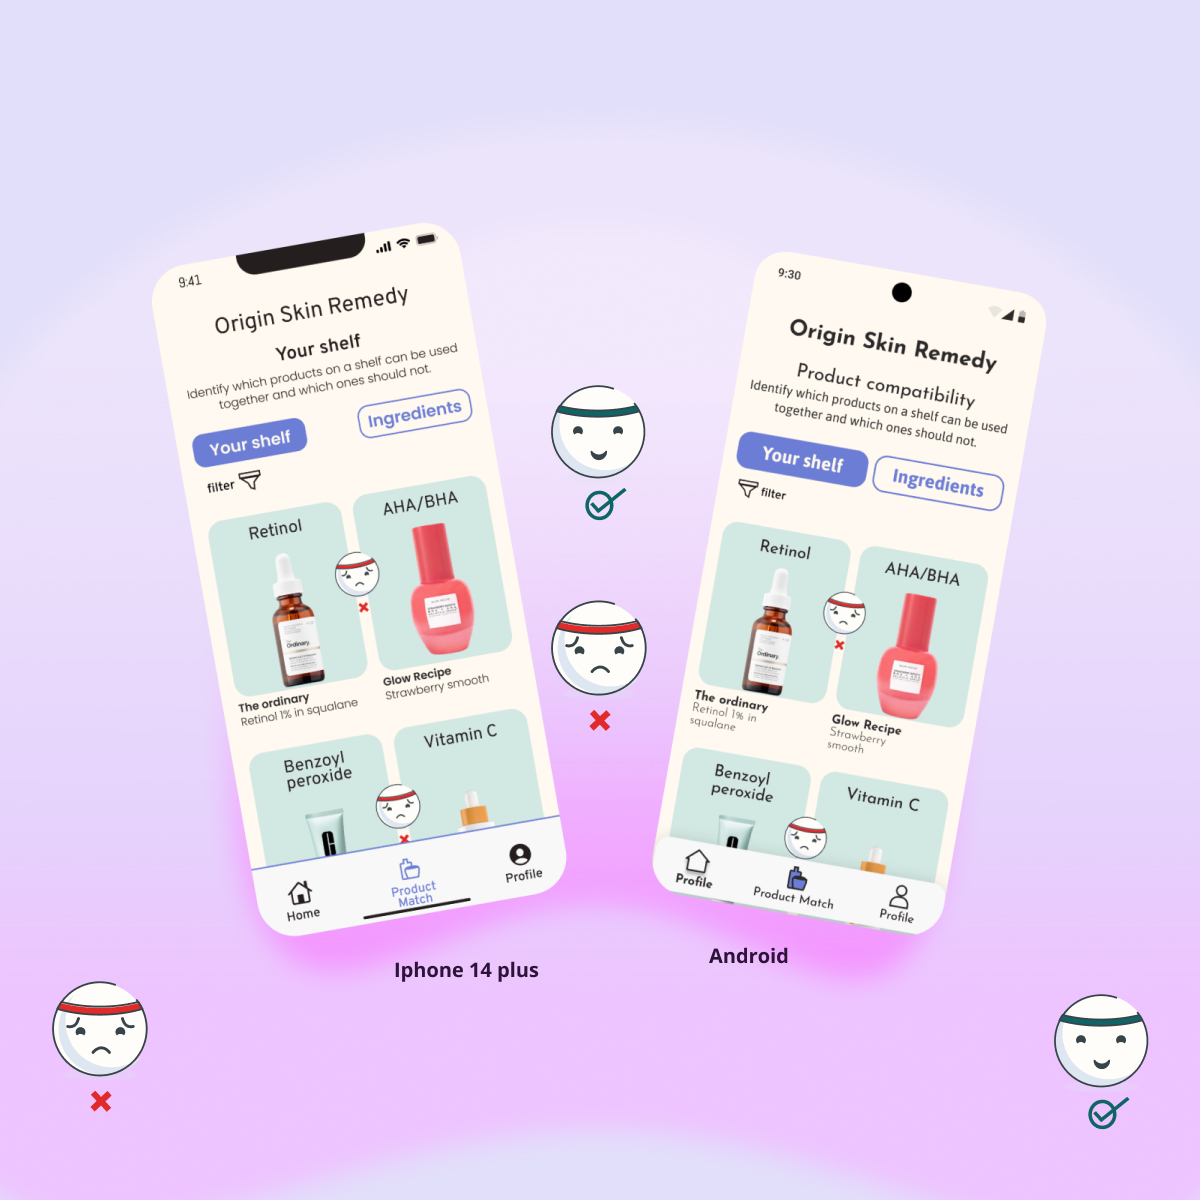 9:41
Origin Skin Remedy
Your shelf
Identify which products on a shelf can be used
together and which ones should not.
Your shelf
Ingredients
filter
Retinol
AHA/BHA
Ordinary.
The ordinary
Retinol 1% in squalane
Glow Recipe
Strawberry smooth
Benzoyl
peroxide
Vitamin C
Home
Product
Match
Profile
Iphone 14 plus
9:30
Origin Skin Remedy
Product compatibility
Identify which products on a shelf can be used
together and which ones should not.
Your shelf
Ingredients
filter
Retinol
AHA/BHA
Ordinary.
The ordinary
Retinol 1% in
squalane
Glow Recipe
Strawberry
smooth
Benzoyl
peroxide
Vitamin C
Profile
Product Match
Profile
Android